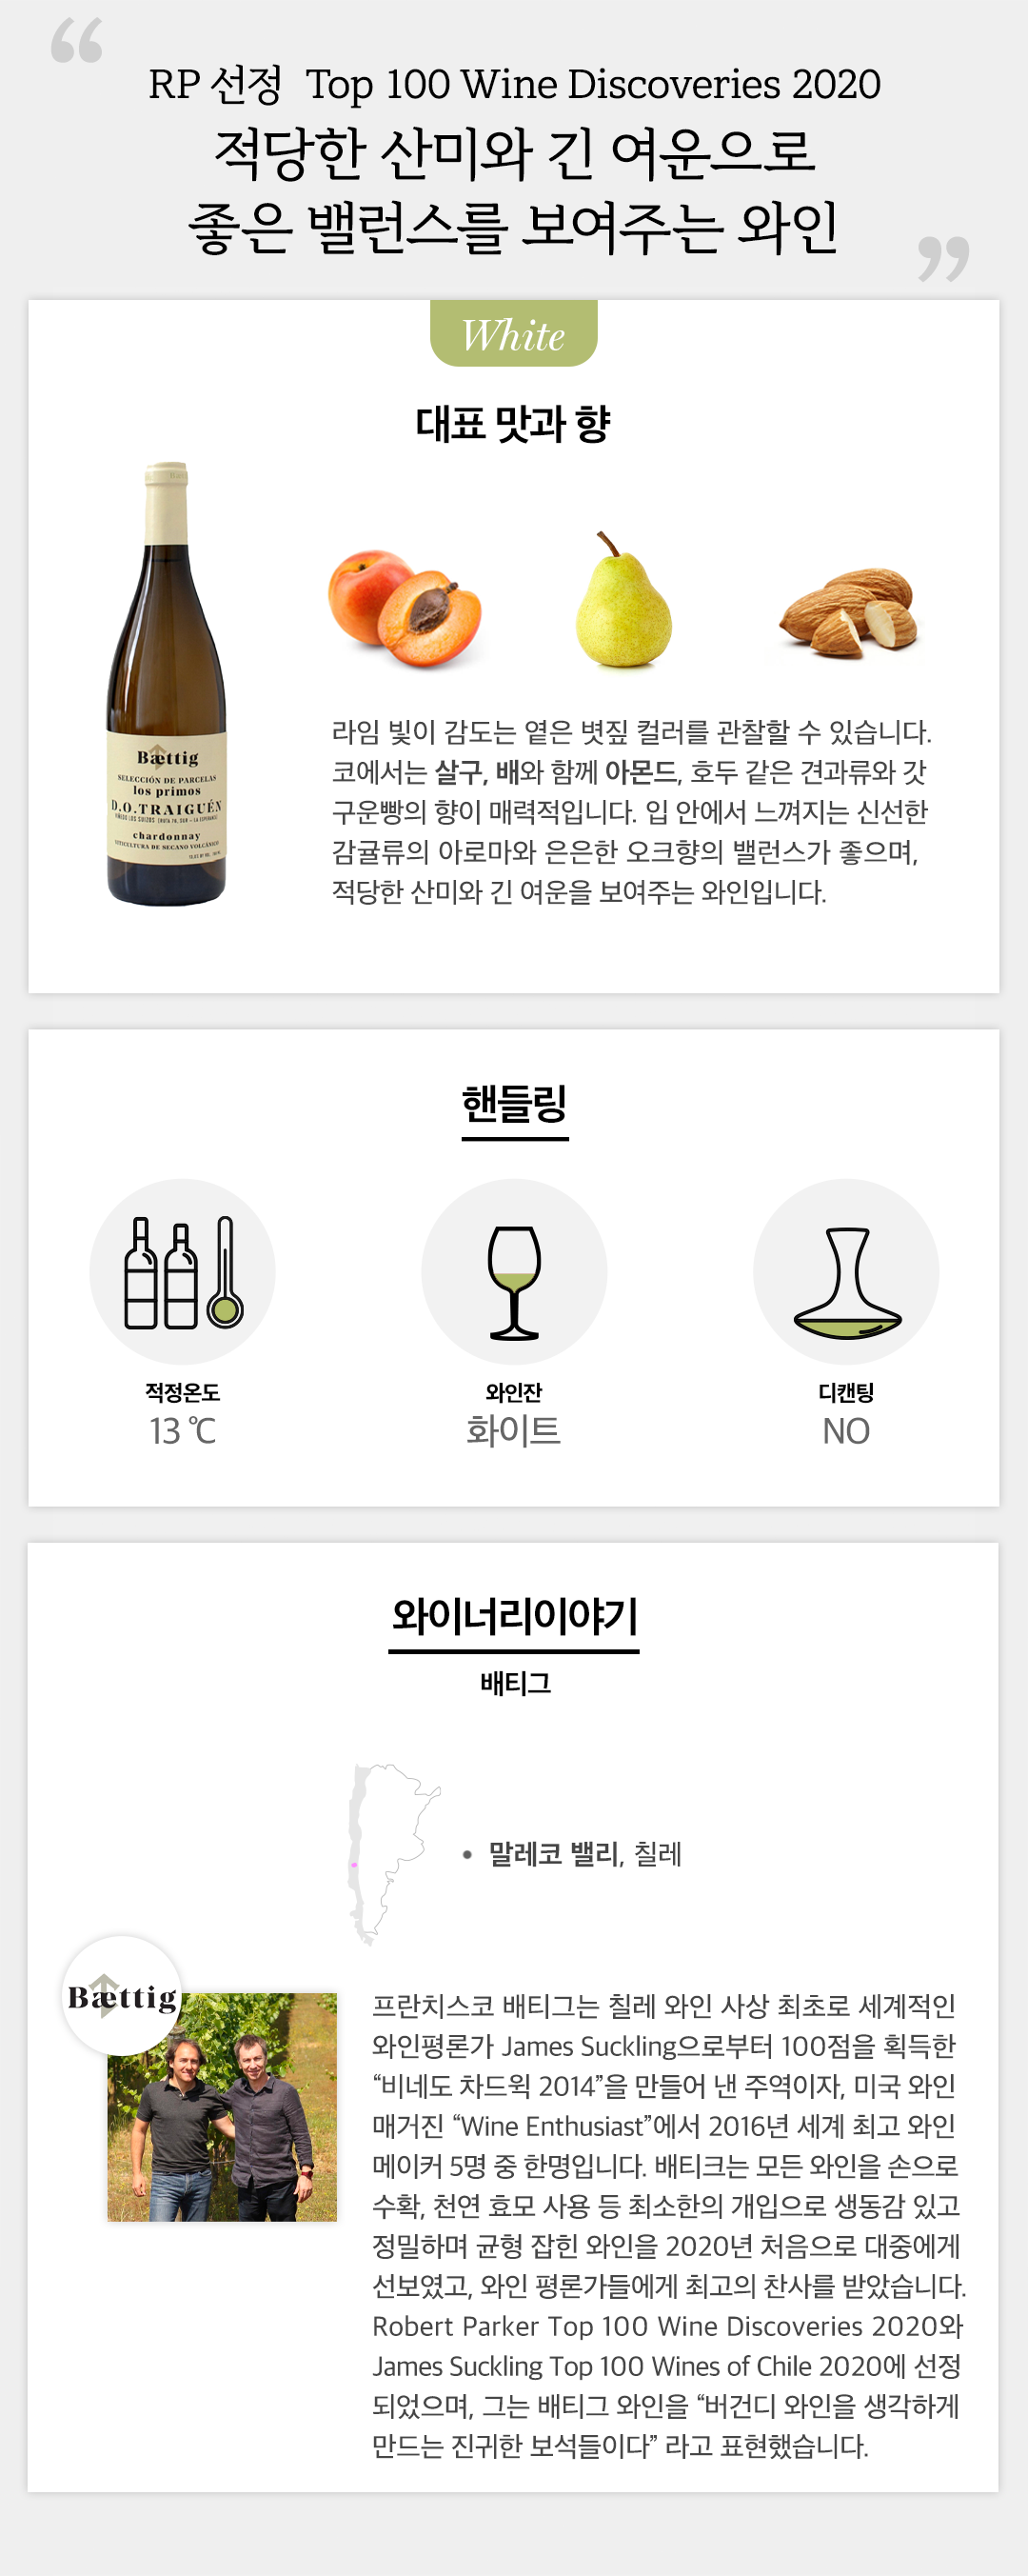 “
RP 선정 Top 100 Wine Discoveries 2020
적당한 산미와 긴 여운으로
좋은 밸런스를 보여주는 와인
”
White
대표 맛과 향
Bættig
SELECCIÓN DE PARCELAS
los primos
D.O.TRAIGUÉN
VIÑEDO LOS SUIZOS
chardonnay
VITICULTURA DE SECANO VOLCÁNICO
라임 빛이 감도는 옅은 볏짚 컬러를 관찰할 수 있습니다.
코에서는 살구, 배와 함께 아몬드, 호두 같은 견과류와 갓
구운빵의 향이 매력적입니다. 입 안에서 느껴지는 신선한
감귤류의 아로마와 은은한 오크향의 밸런스가 좋으며,
적당한 산미와 긴 여운을 보여주는 와인입니다.
핸들링
적정온도
13 ℃
와인잔
화이트
디캔팅
NO
와이너리이야기
배티그
• 말레코 밸리, 칠레
Bættig
프란치스코 배티그는 칠레 와인 사상 최초로 세계적인
와인평론가 James Suckling으로부터 100점을 획득한
“비네도 차드윅 2014”을 만들어 낸 주역이자, 미국 와인
매거진 “Wine Enthusiast”에서 2016년 세계 최고 와인
메이커 5명 중 한명입니다. 배티크는 모든 와인을 손으로
수확, 천연 효모 사용 등 최소한의 개입으로 생동감 있고
정밀하며 균형 잡힌 와인을 2020년 처음으로 대중에게
선보였고, 와인 평론가들에게 최고의 찬사를 받았습니다.
Robert Parker Top 100 Wine Discoveries 2020와
James Suckling Top 100 Wines of Chile 2020에 선정
되었으며, 그는 배티그 와인을 “버건디 와인을 생각하게
만드는 진귀한 보석들이다” 라고 표현했습니다.